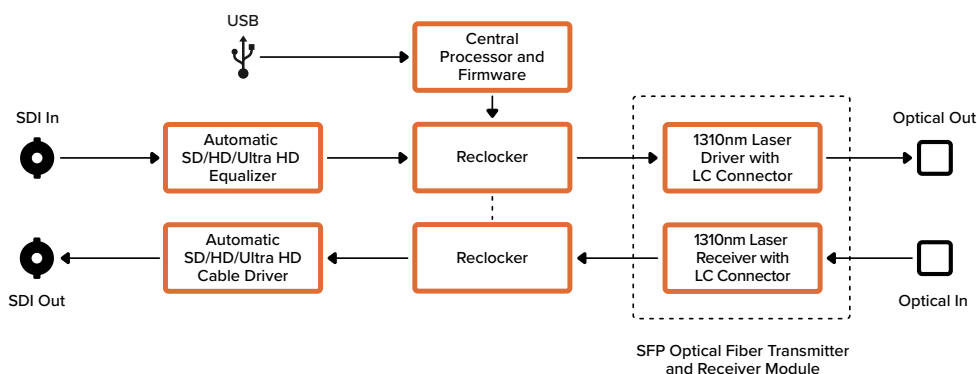 USB
Central
Processor and
Firmware
SDI In
Automatic
SD/HD/Ultra HD
Equalizer
Reclocker
1310nm Laser
Driver with
LC Connector
Optical Out
Automatic
SD/HD/Ultra HD
Cable Driver
Reclocker
1310nm Laser
Receiver with
LC Connector
SDI Out
Optical In
SFP Optical Fiber Transmitter
and Receiver Module